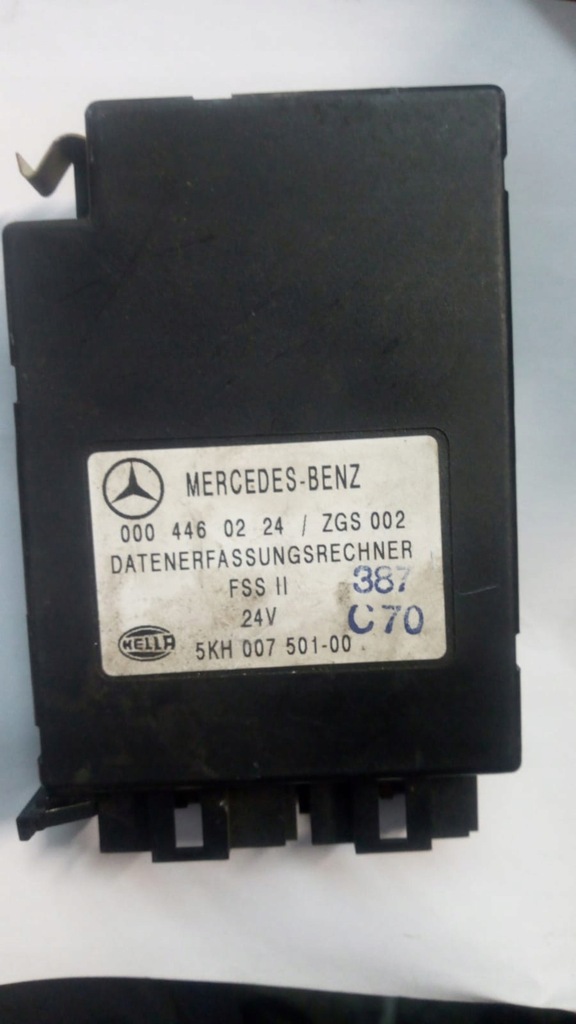 MERCEDES-BENZ
000 446 02 24 / ZGS 002
DATENERFASSUNGSRECHNER
FSS II 387
24V C70
HELLA 5KH 007 501-00